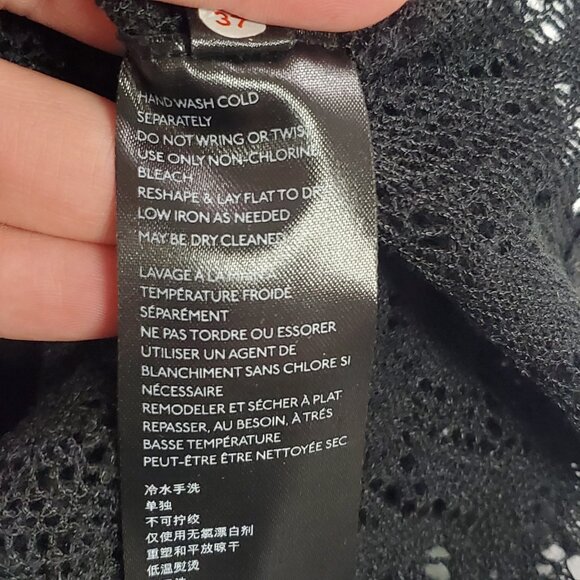 37
HAND WASH COLD
SEPARATELY
DO NOT WRING OR TWIST
USE ONLY NON-CHLORINE
BLEACH
RESHAPE & LAY FLAT TO DRY
LOW IRON AS NEEDED
MAY BE DRY CLEANED
LAVAGE À LA MAIN
TEMPÉRATURE FROIDE
SÉPARÉMENT
NE PAS TORDRE OU ESSORER
UTILISER UN AGENT DE
BLANCHIMENT SANS CHLORE SI
NÉCESSAIRE
REMODELER ET SÉCHER À PLAT
REPASSER, AU BESOIN, À TRÉS
BASSE TEMPÉRATURE
PEUT-ÊTRE ÊTRE NETTOYÉE SEC
冷水手洗
单独
不可拧绞
仅使用无氯漂白剂
重塑和平放晾干
低温熨烫